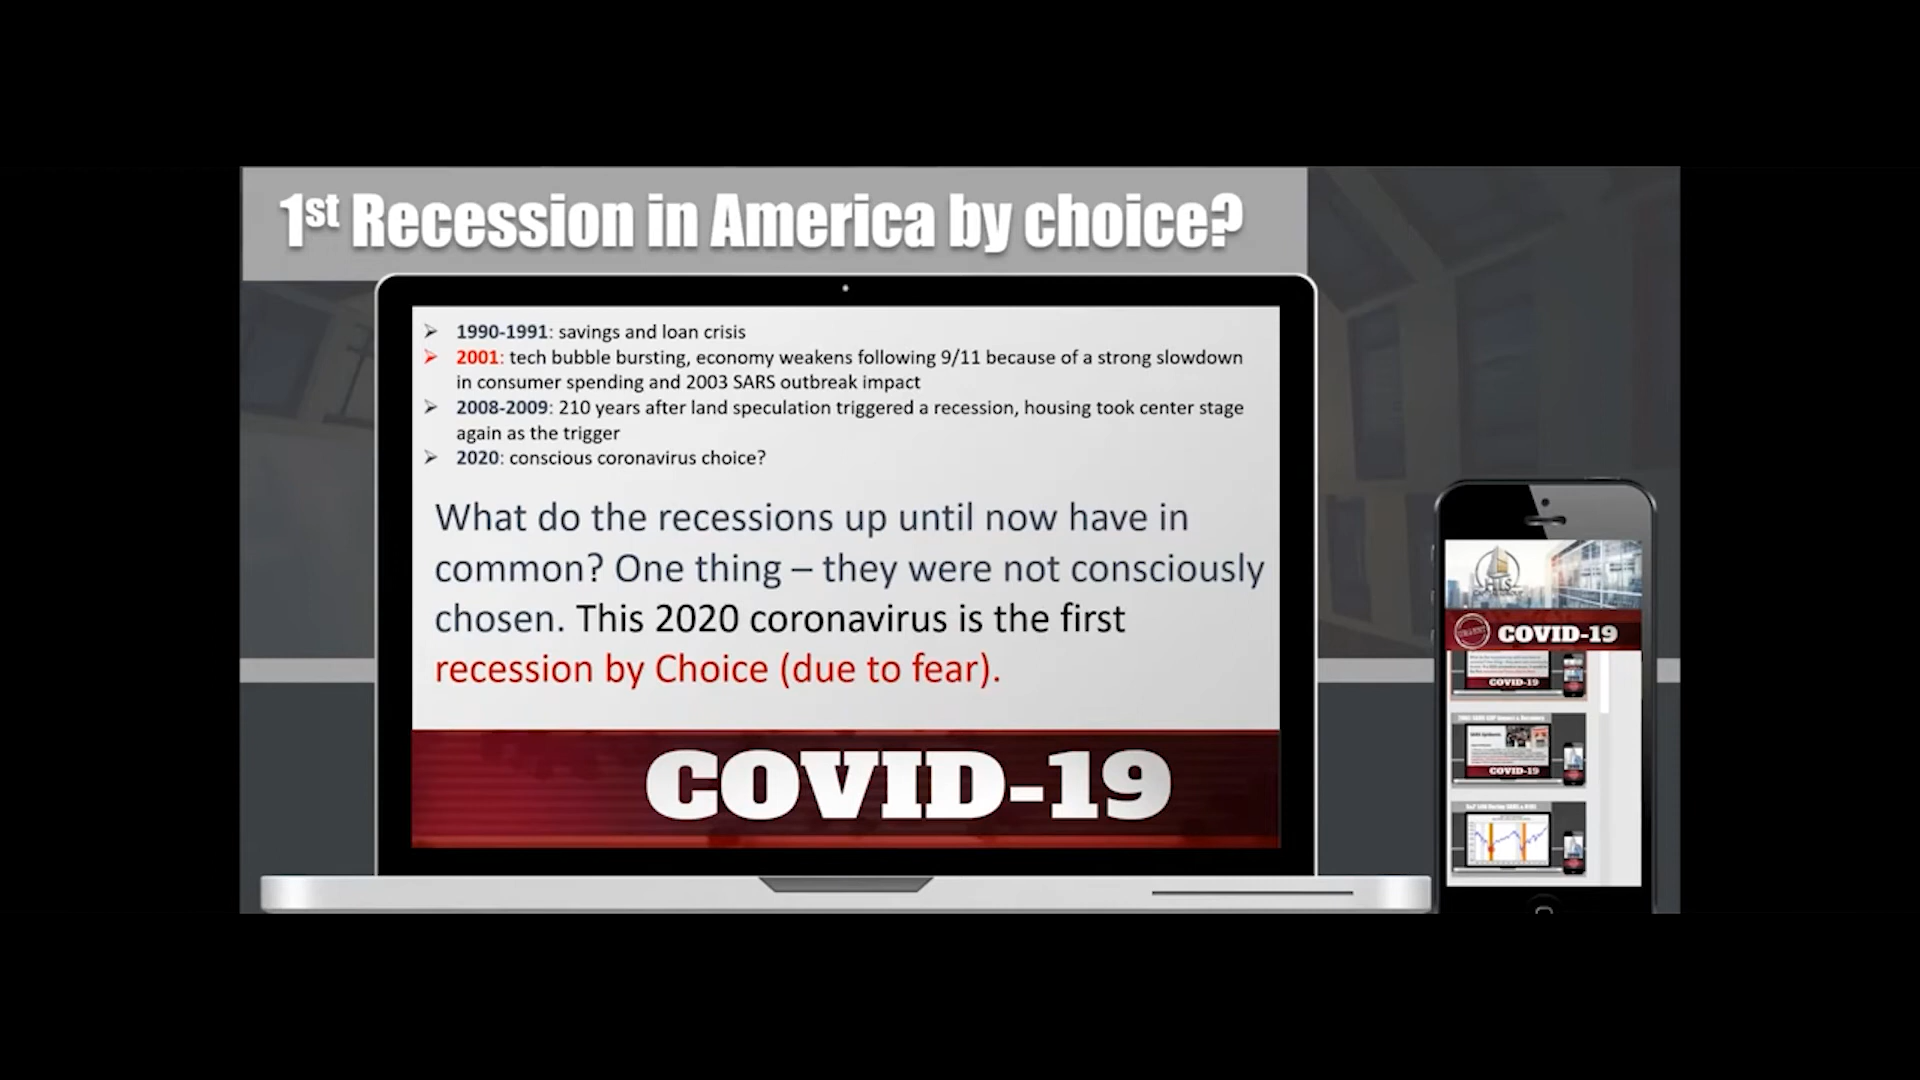 1st Recession in America by choice?
1990-1991: savings and loan crisis
2001: tech bubble bursting, economy weakens following 9/11 because of a strong slowdown
in consumer spending and 2003 SARS outbreak impact
2008-2009: 210 years after land speculation triggered a recession, housing took center stage
again as the trigger
2020: conscious coronavirus choice?
What do the recessions up until now have in
common? One thing – they were not consciously
chosen. This 2020 coronavirus is the first
recession by Choice (due to fear).
COVID-19
COVID-19
COVID-19
COVID-19